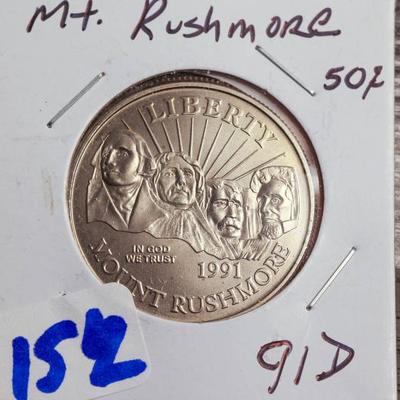 Mt. Rushmore
50¢
LIBERTY
IN GOD
WE TRUST
1991
MOUNT RUSHMORE
152
91D